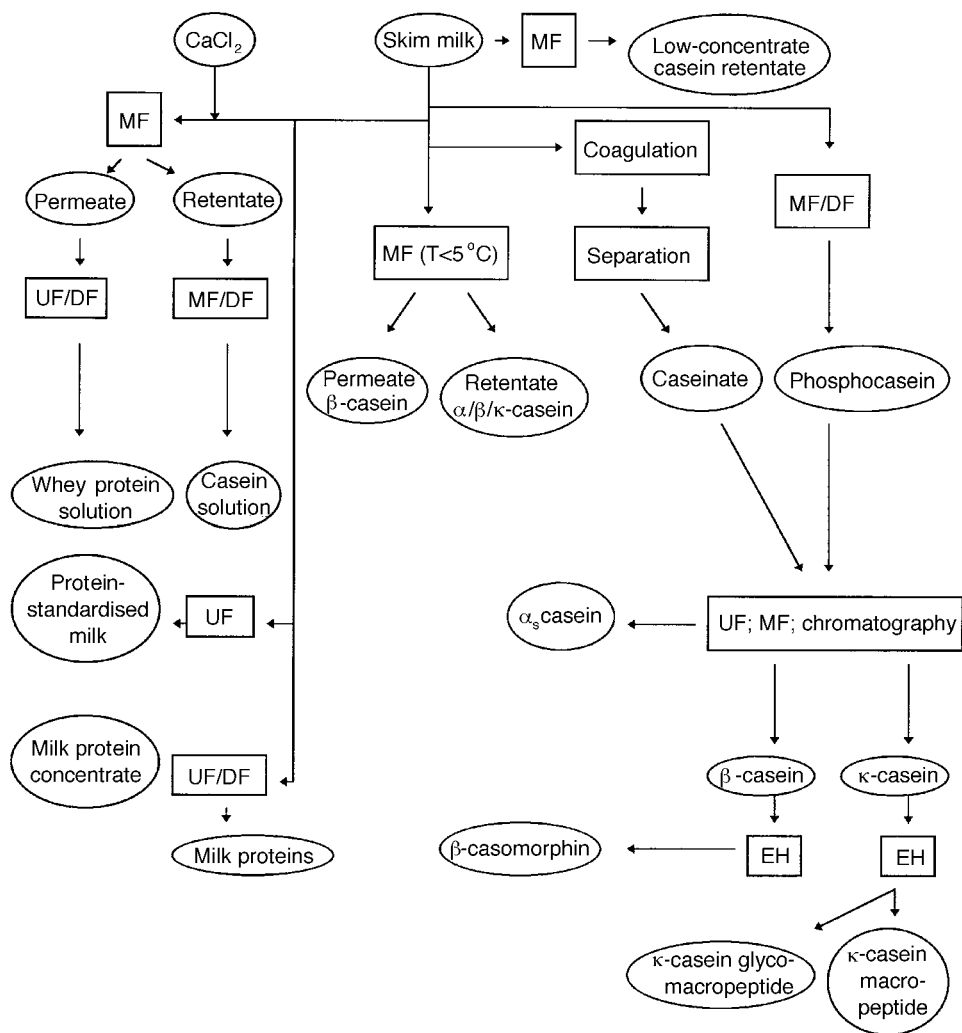 CaCl₂
Skim milk
MF
Low-concentrate
casein retentate
MF
Coagulation
Permeate
Retentate
MF/DF
MF (T<5 °C)
Separation
UF/DF
MF/DF
Permeate
β-casein
Retentate
α/β/κ-casein
Caseinate
Phosphocasein
Whey protein
solution
Casein
solution
Protein-
standardised
milk
UF
αₛcasein
UF; MF; chromatography
Milk protein
concentrate
UF/DF
β-casein
κ-casein
Milk proteins
β-casomorphin
EH
EH
κ-casein glyco-
macropeptide
κ-casein
macro-
peptide